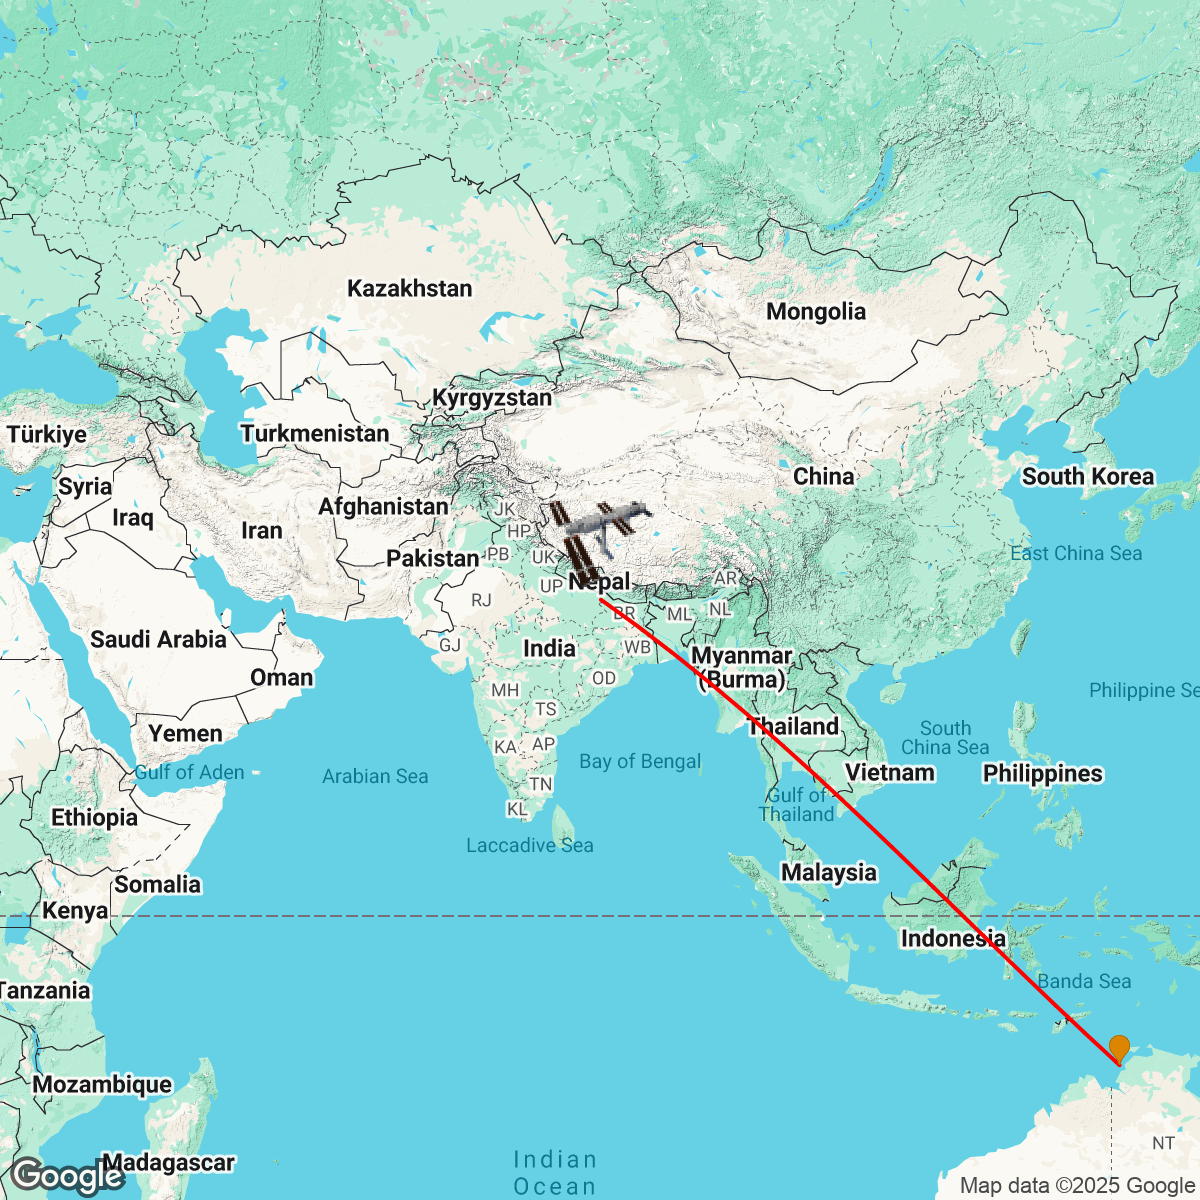 Kazakhstan
Mongolia
Kyrgyzstan
Türkiye
Turkmenistan
China
South Korea
Syria
Afghanistan
JK
Iraq
Iran
HP
East China Sea
Pakistan
PB
UK
Nepal
AR
UP
RJ
BR
ML
NL
Saudi Arabia
GJ
India
WB
Myanmar
(Burma)
Oman
OD
MH
Philippine Se
TS
Yemen
Thailand
South
China Sea
KA
AP
Gulf of Aden
Arabian Sea
Bay of Bengal
Vietnam
Philippines
TN
Gulf of
Thailand
KL
Ethiopia
Laccadive Sea
Malaysia
Somalia
Kenya
Indonesia
Banda Sea
Tanzania
Mozambique
NT
Madagascar
Indian
Ocean
Google
Map data ©2025 Google